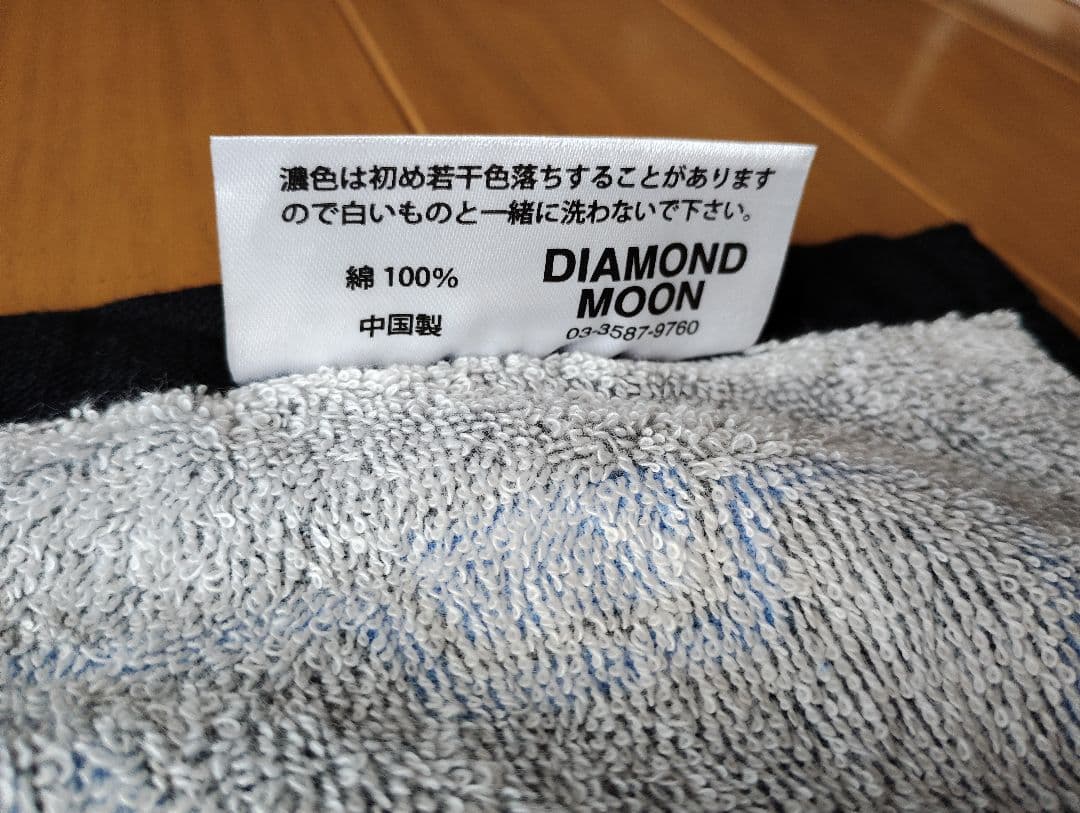 濃色は初め若干色落ちすることがあります
ので白いものと一緒に洗わないで下さい。
綿 100%
中国製
DIAMOND
MOON
03-3587-9760